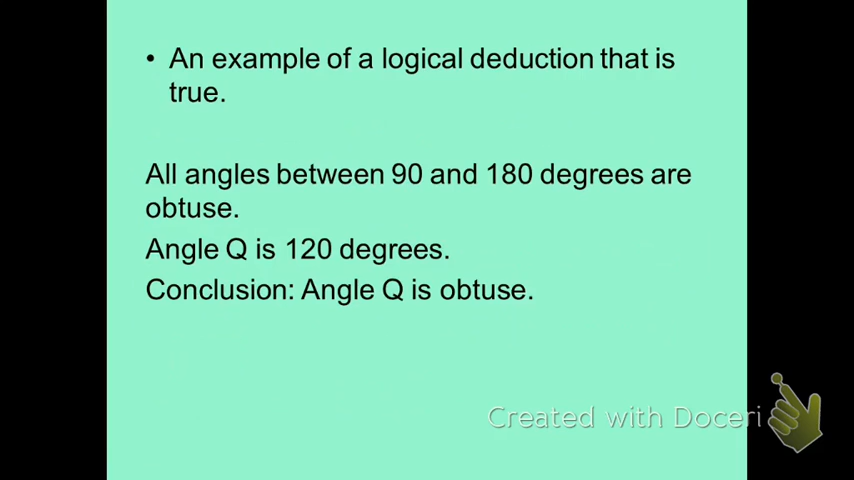 • An example of a logical deduction that is
true.
All angles between 90 and 180 degrees are
obtuse.
Angle Q is 120 degrees.
Conclusion: Angle Q is obtuse.
Created with Doceri